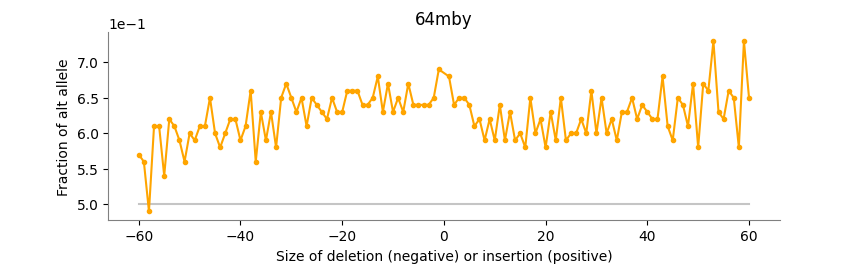 64mby
1e−1
Fraction of alt allele
7.0
6.5
6.0
5.5
5.0
−60 −40 −20 0 20 40 60
Size of deletion (negative) or insertion (positive)